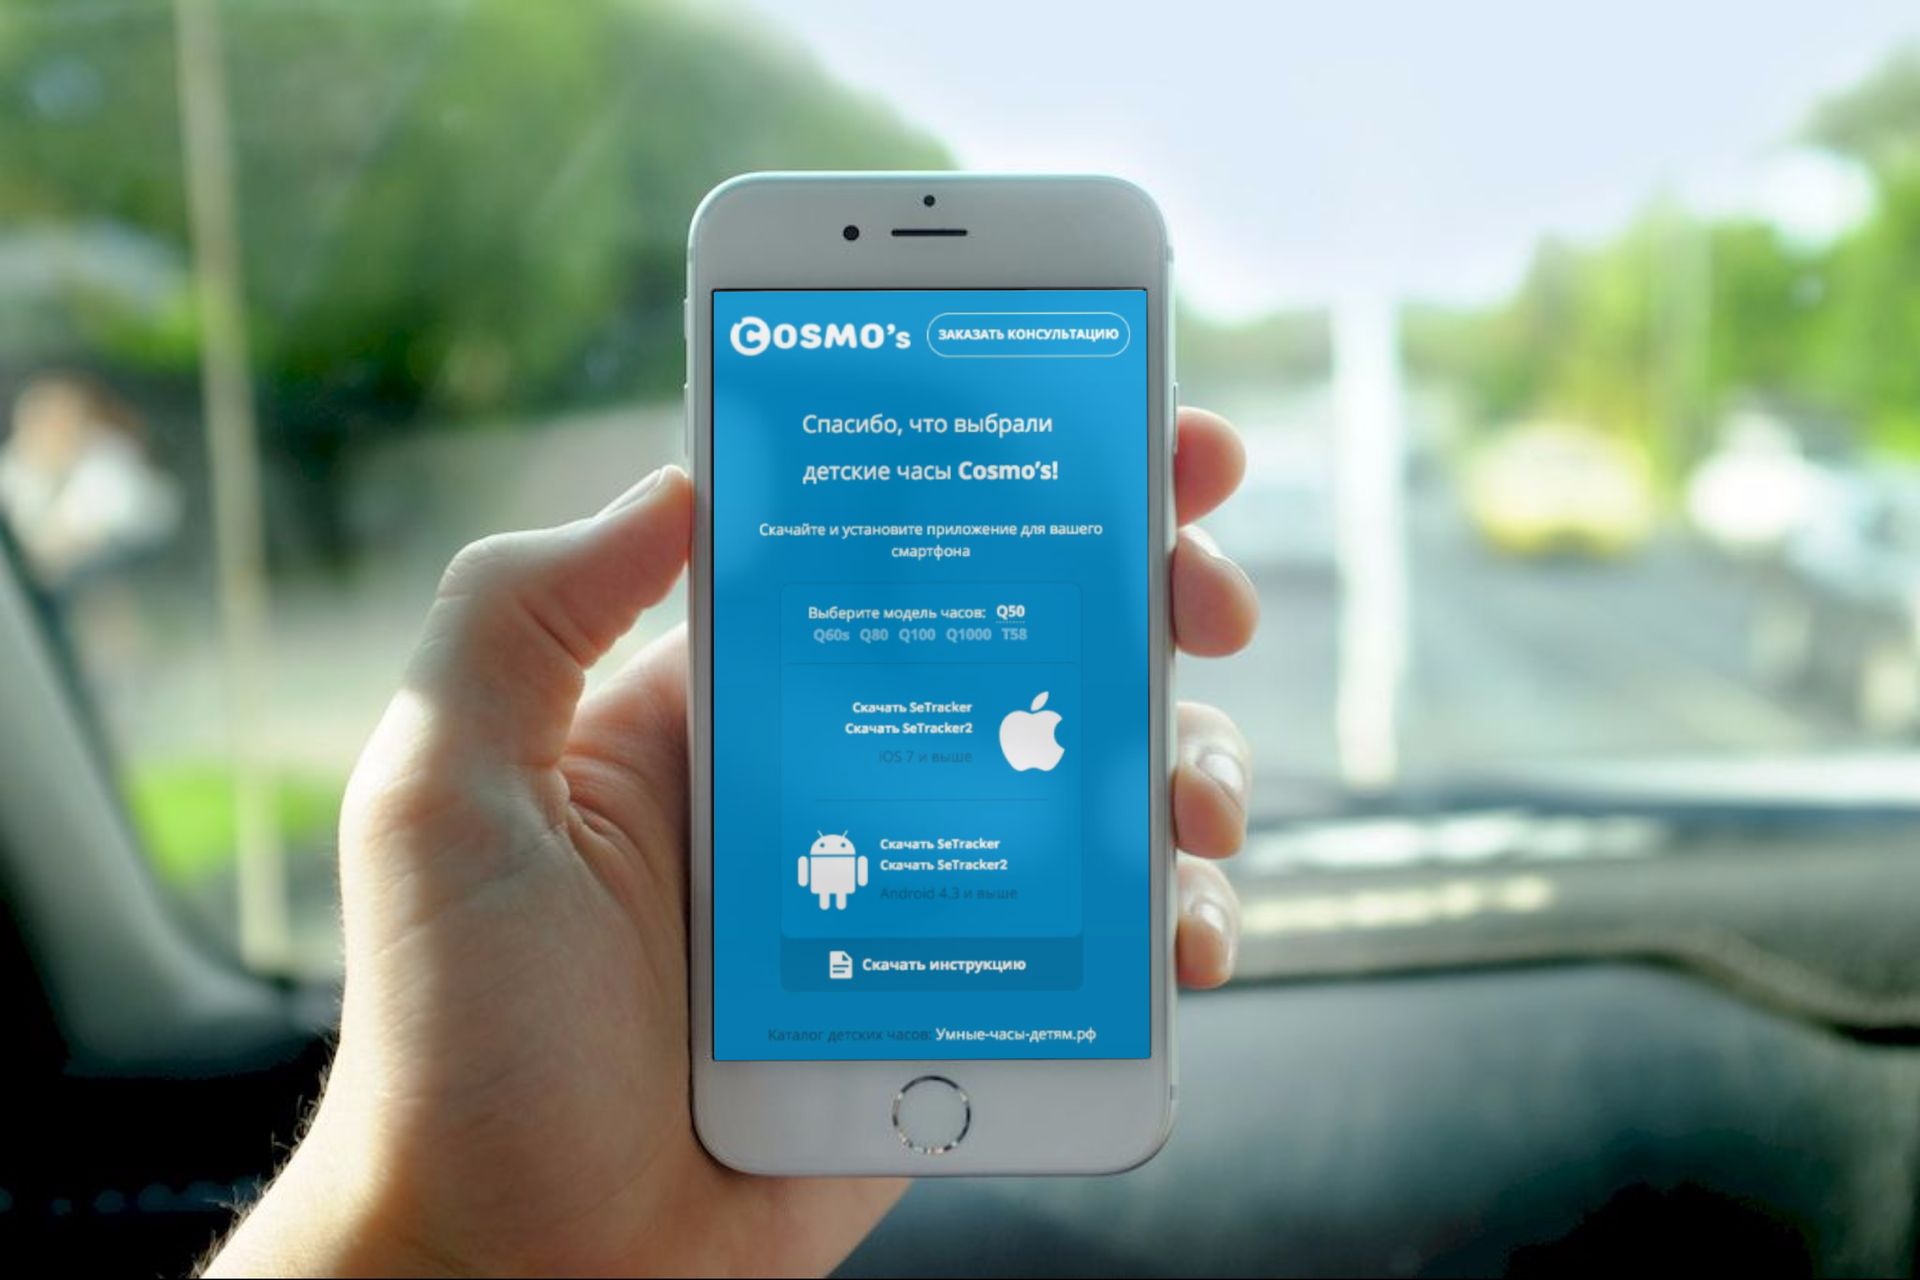 COSMO's
ЗАКАЗАТЬ КОНСУЛЬТАЦИЮ
Спасибо, что выбрали
детские часы Cosmo's!
Скачайте и установите приложение для вашего
смартфона
Выберите модель часов: Q50
Q60s Q80 Q100 Q1000 T58
Скачать SeTracker
Скачать SeTracker2
iOS 7 и выше
Скачать SeTracker
Скачать SeTracker2
Android 4.3 и выше
Скачать инструкцию
Каталог детских часов: Умные-часы-детям.рф